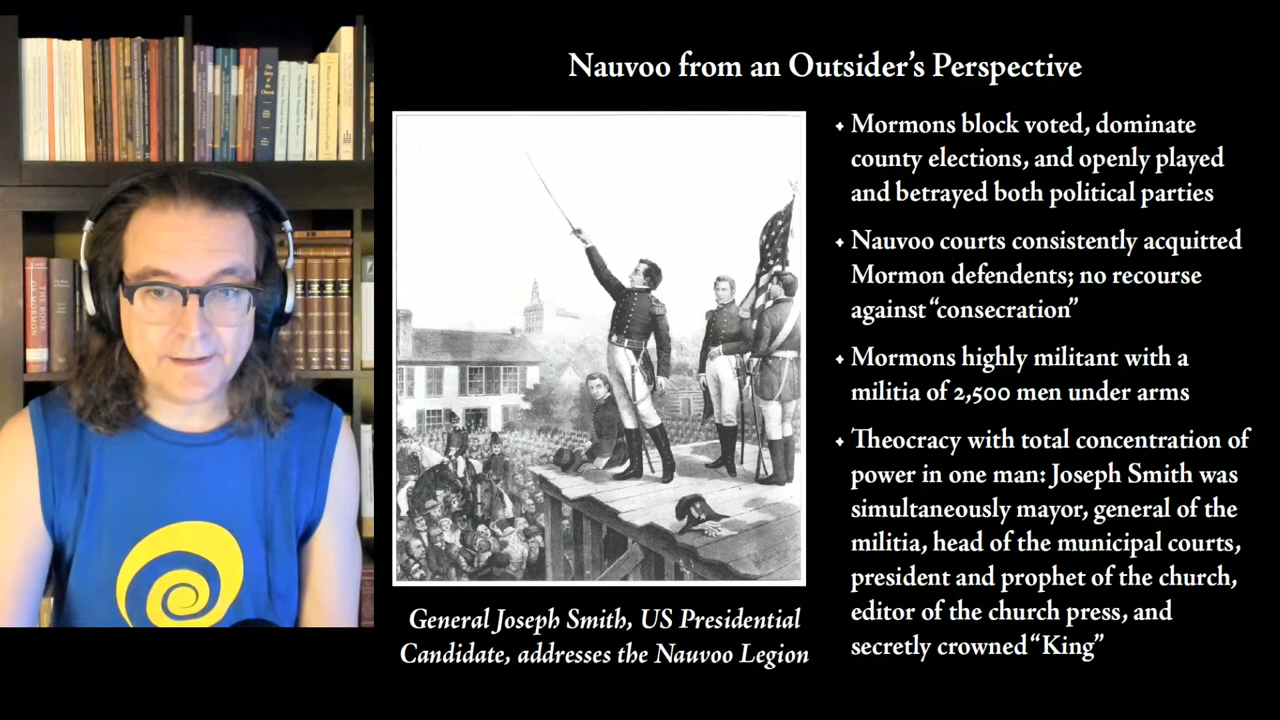 Nauvoo from an Outsider's Perspective
Mormons block voted, dominate
county elections, and openly played
and betrayed both political parties
Nauvoo courts consistently acquitted
Mormon defendents; no recourse
against “consecration”
Mormons highly militant with a
militia of 2,500 men under arms
Theocracy with total concentration of
power in one man: Joseph Smith was
simultaneously mayor, general of the
militia, head of the municipal courts,
president and prophet of the church,
editor of the church press, and
secretly crowned “King”
General Joseph Smith, US Presidential
Candidate, addresses the Nauvoo Legion
THE BOOK
OF MORMON